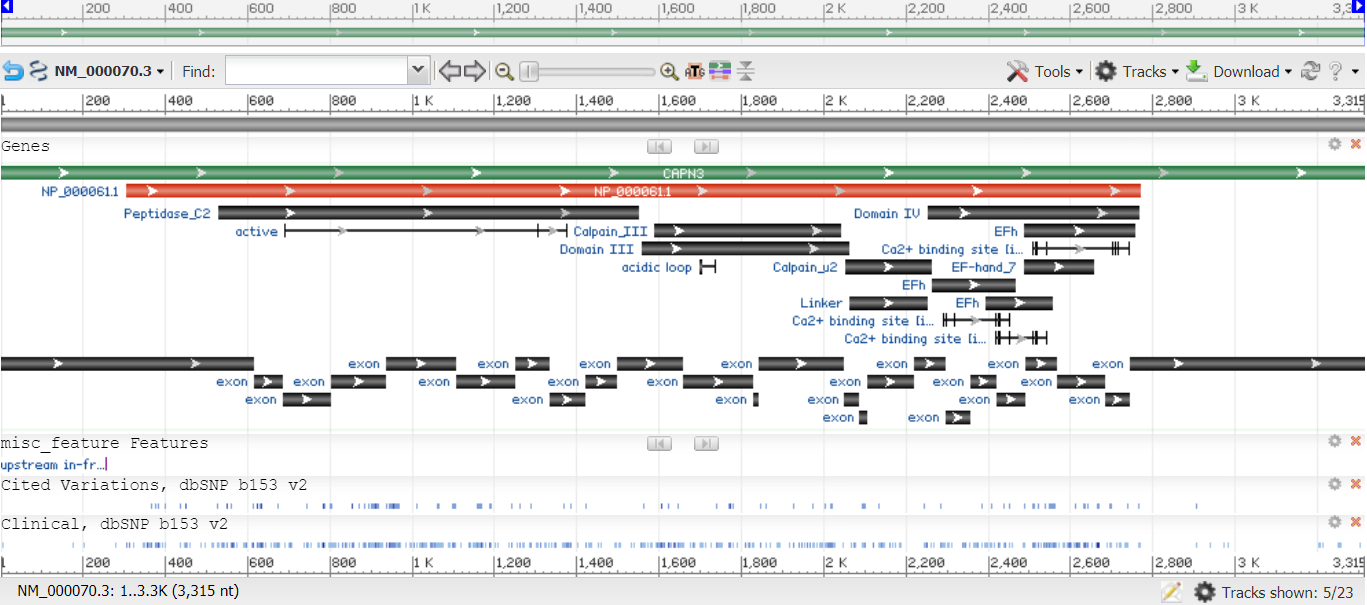 200 400 600 800 1 K 1,200 1,400 1,600 1,800 2 K 2,200 2,400 2,600 2,800 3 K 3,3
NM_000070.3 Find: ATG Tools Tracks Download ?
1 200 400 600 800 1 K 1,200 1,400 1,600 1,800 2 K 2,200 2,400 2,600 2,800 3 K 3,315
Genes
CAPN3
NP_000061.1 NP_000061.1
Peptidase_C2 Domain IV
active Calpain_III EFh
Domain III Ca2+ binding site [i...
acidic loop Calpain_u2 EF-hand_7
EFh
Linker EFh
Ca2+ binding site [i...
Ca2+ binding site [i...
exon exon exon exon exon exon exon
exon exon exon exon exon exon exon exon
exon exon exon exon exon exon
exon exon
misc_feature Features
upstream in-fr...
Cited Variations, dbSNP b153 v2
Clinical, dbSNP b153 v2
200 400 600 800 1 K 1,200 1,400 1,600 1,800 2 K 2,200 2,400 2,600 2,800 3 K 3,315
NM_000070.3: 1..3.3K (3,315 nt) Tracks shown: 5/23